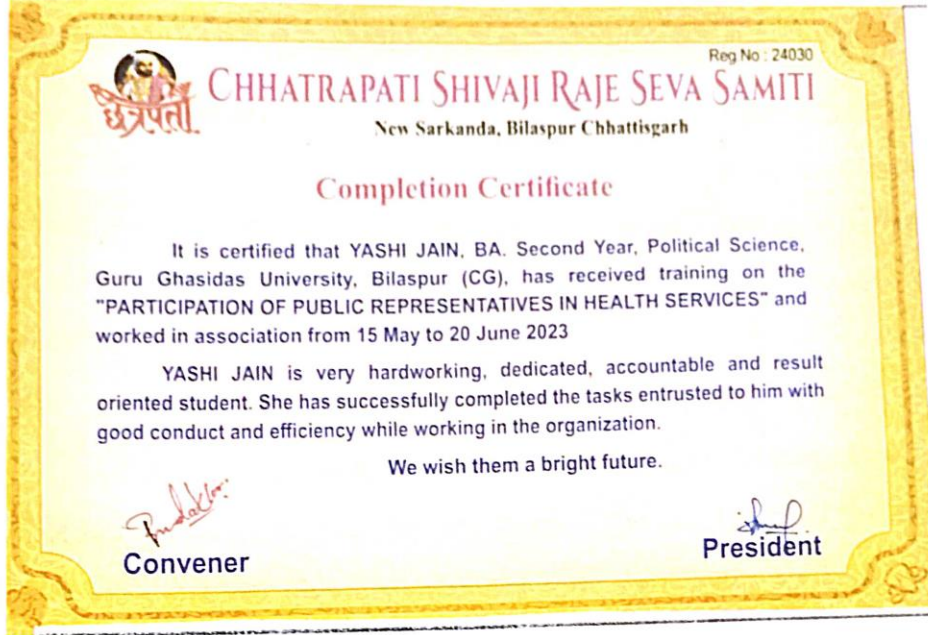 Reg No : 24030
छत्रपती
CHHATRAPATI SHIVAJI RAJE SEVA SAMITI
New Sarkanda, Bilaspur Chhattisgarh
Completion Certificate
It is certified that YASHI JAIN, BA. Second Year, Political Science,
Guru Ghasidas University, Bilaspur (CG), has received training on the
"PARTICIPATION OF PUBLIC REPRESENTATIVES IN HEALTH SERVICES" and
worked in association from 15 May to 20 June 2023
YASHI JAIN is very hardworking, dedicated, accountable and result
oriented student. She has successfully completed the tasks entrusted to him with
good conduct and efficiency while working in the organization.
We wish them a bright future.
Convener
President